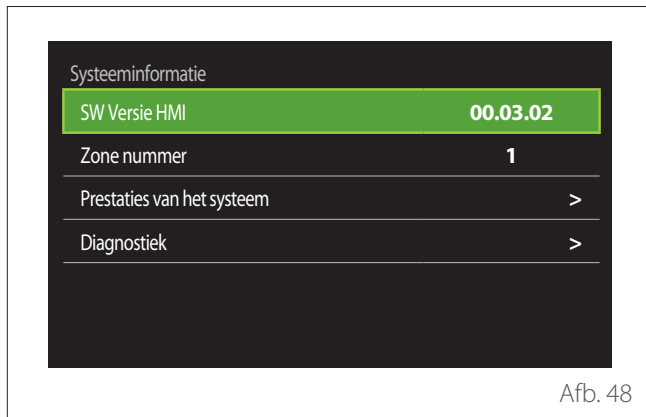 Systeeminformatie
SW Versie HMI 00.03.02
Zone nummer 1
Prestaties van het systeem >
Diagnostiek >
Afb. 48